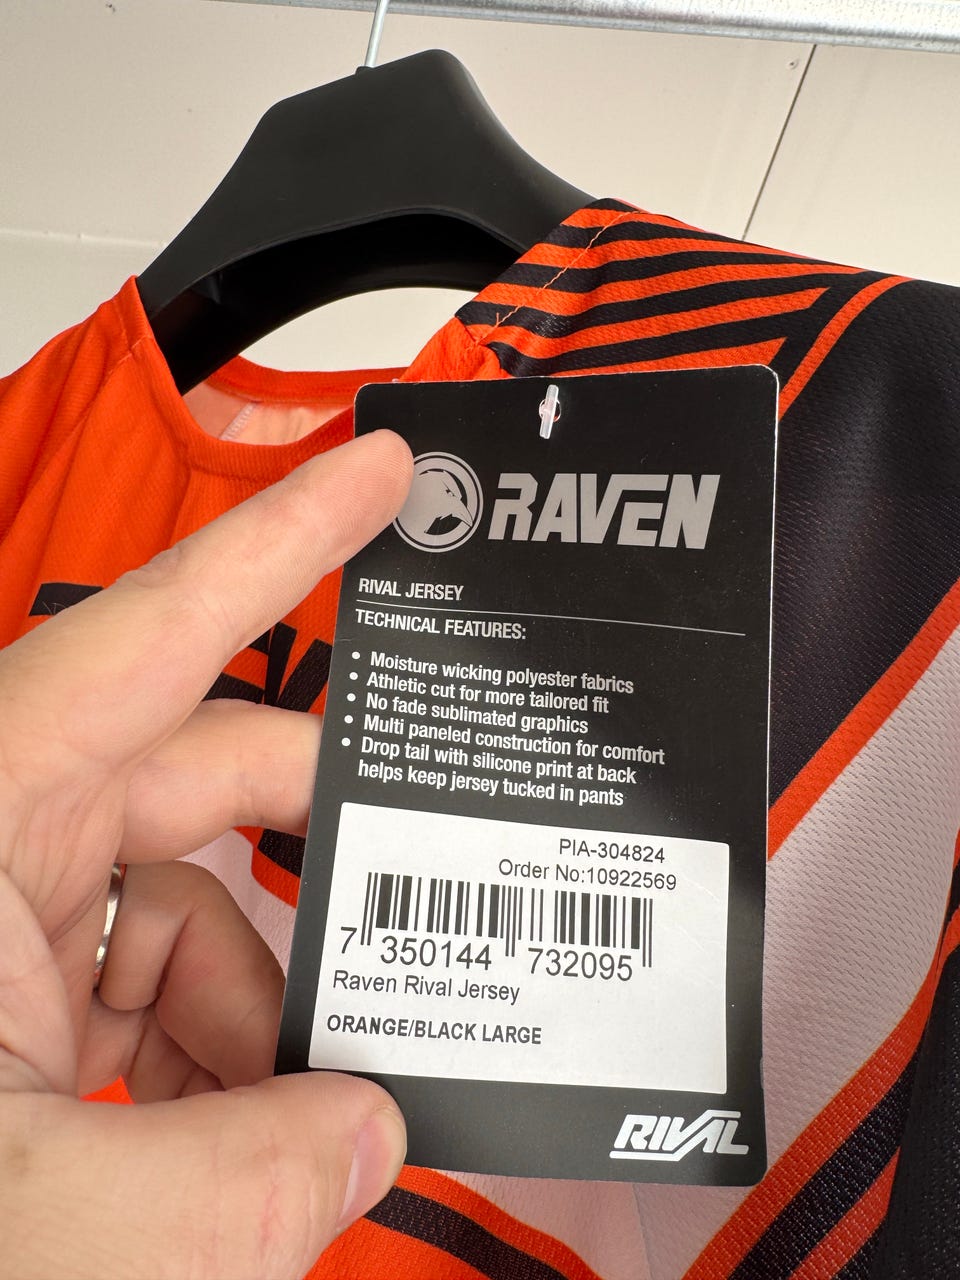 RAVEN
RIVAL JERSEY
TECHNICAL FEATURES:
• Moisture wicking polyester fabrics
• Athletic cut for more tailored fit
• No fade sublimated graphics
• Multi paneled construction for comfort
• Drop tail with silicone print at back
helps keep jersey tucked in pants
PIA-304824
Order No:10922569
7 350144 732095
Raven Rival Jersey
ORANGE/BLACK LARGE
RIVAL